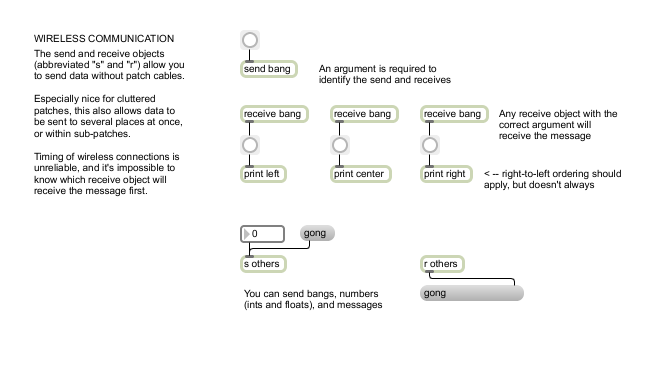 WIRELESS COMMUNICATION
The send and receive objects
(abbreviated "s" and "r") allow you
to send data without patch cables.
Especially nice for cluttered
patches, this also allows data to
be sent to several places at once,
or within sub-patches.
Timing of wireless connections is
unreliable, and it's impossible to
know which receive object will
receive the message first.
send bang
An argument is required to
identify the send and receives
receive bang
receive bang
receive bang
Any receive object with the
correct argument will
receive the message
print left
print center
print right
< -- right-to-left ordering should
apply, but doesn't always
0
gong
s others
r others
You can send bangs, numbers
(ints and floats), and messages
gong